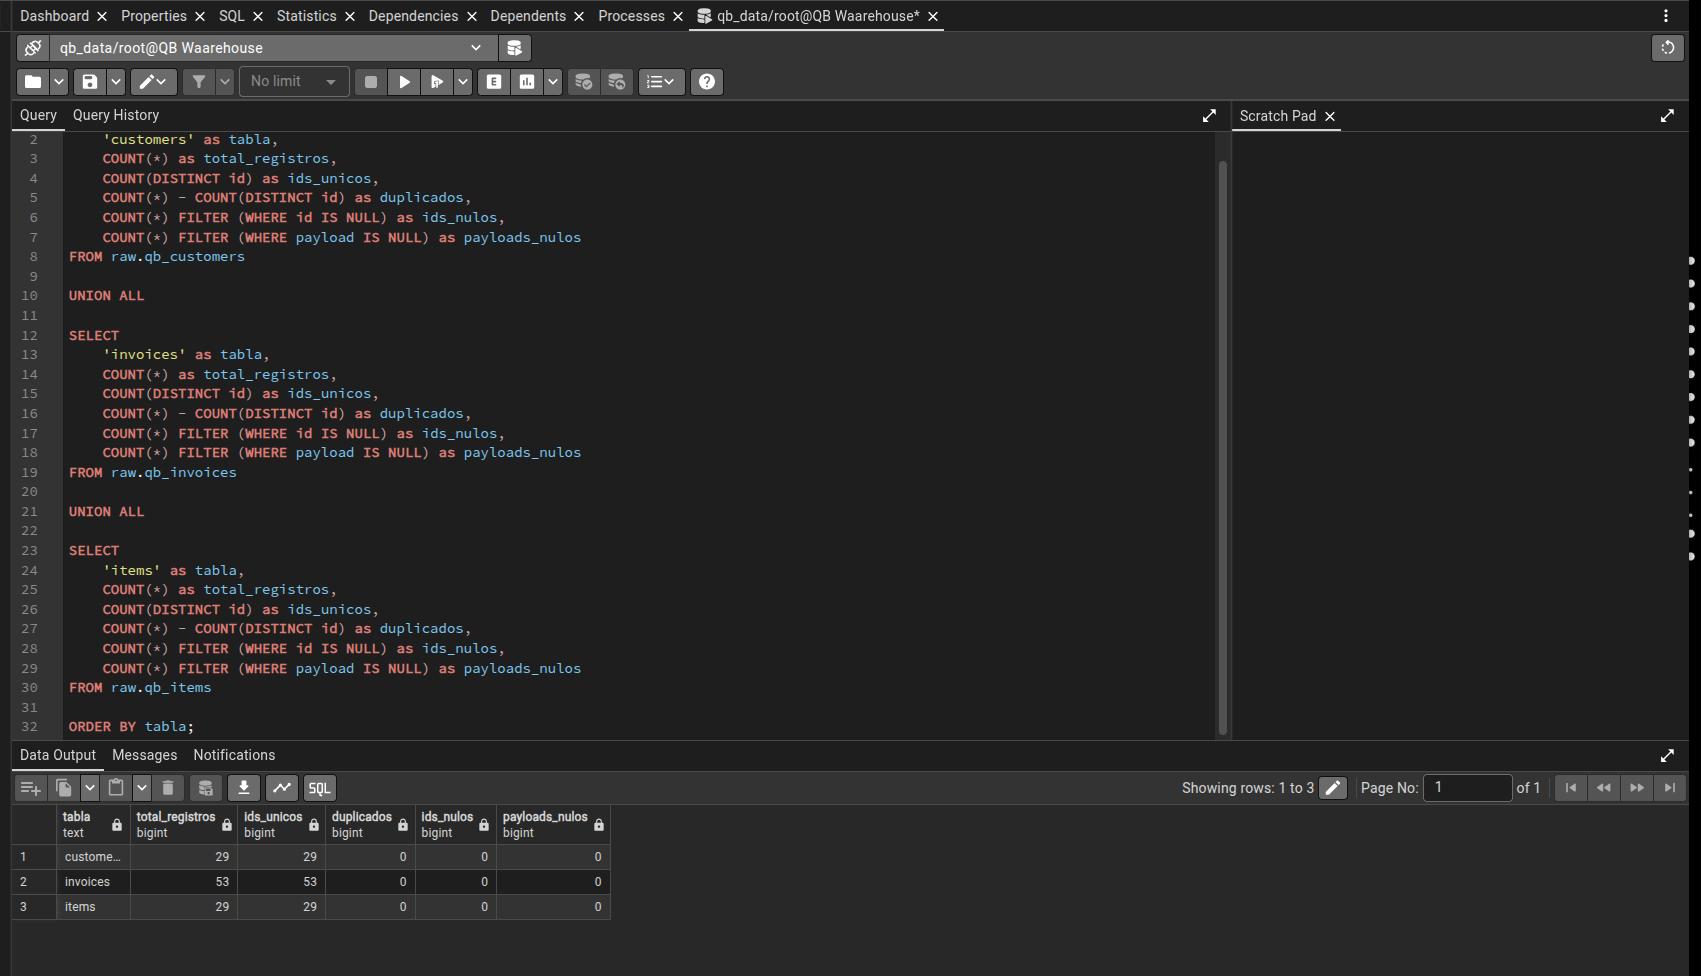 Dashboard Properties SQL Statistics Dependencies Dependents Processes qb_data/root@QB Waarehouse*
qb_data/root@QB Waarehouse
No limit
Query Query History
Scratch Pad
2 'customers' as tabla,
3 COUNT(*) as total_registros,
4 COUNT(DISTINCT id) as ids_unicos,
5 COUNT(*) - COUNT(DISTINCT id) as duplicados,
6 COUNT(*) FILTER (WHERE id IS NULL) as ids_nulos,
7 COUNT(*) FILTER (WHERE payload IS NULL) as payloads_nulos
8 FROM raw.qb_customers
9
10 UNION ALL
11
12 SELECT
13 'invoices' as tabla,
14 COUNT(*) as total_registros,
15 COUNT(DISTINCT id) as ids_unicos,
16 COUNT(*) - COUNT(DISTINCT id) as duplicados,
17 COUNT(*) FILTER (WHERE id IS NULL) as ids_nulos,
18 COUNT(*) FILTER (WHERE payload IS NULL) as payloads_nulos
19 FROM raw.qb_invoices
20
21 UNION ALL
22
23 SELECT
24 'items' as tabla,
25 COUNT(*) as total_registros,
26 COUNT(DISTINCT id) as ids_unicos,
27 COUNT(*) - COUNT(DISTINCT id) as duplicados,
28 COUNT(*) FILTER (WHERE id IS NULL) as ids_nulos,
29 COUNT(*) FILTER (WHERE payload IS NULL) as payloads_nulos
30 FROM raw.qb_items
31
32 ORDER BY tabla;
Data Output Messages Notifications
SQL Showing rows: 1 to 3 Page No: 1 of 1
tabla total_registros ids_unicos duplicados ids_nulos payloads_nulos
text bigint bigint bigint bigint bigint
1 custome... 29 29 0 0 0
2 invoices 53 53 0 0 0
3 items 29 29 0 0 0